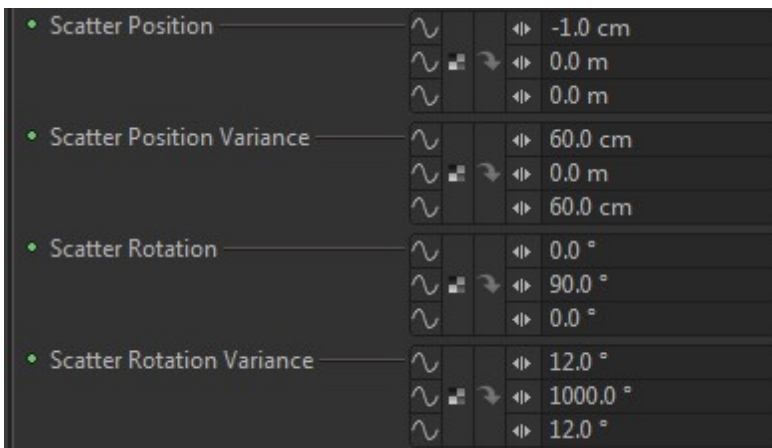 Scatter Position -1.0 cm
0.0 m
0.0 m
Scatter Position Variance 60.0 cm
0.0 m
60.0 cm
Scatter Rotation 0.0 °
90.0 °
0.0 °
Scatter Rotation Variance 12.0 °
1000.0 °
12.0 °